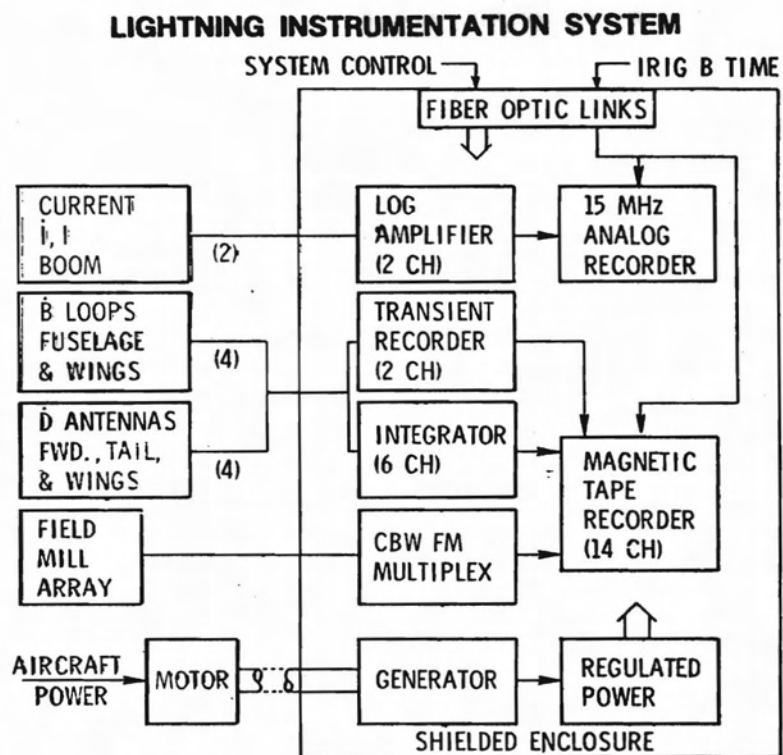 LIGHTNING INSTRUMENTATION SYSTEM
SYSTEM CONTROL
IRIG B TIME
FIBER OPTIC LINKS
CURRENT
İ, I
BOOM
(2)
LOG
AMPLIFIER
(2 CH)
15 MHz
ANALOG
RECORDER
Ḃ LOOPS
FUSELAGE
& WINGS
(4)
TRANSIENT
RECORDER
(2 CH)
Ḋ ANTENNAS
FWD., TAIL,
& WINGS
(4)
INTEGRATOR
(6 CH)
MAGNETIC
TAPE
RECORDER
(14 CH)
FIELD
MILL
ARRAY
CBW FM
MULTIPLEX
AIRCRAFT
POWER
MOTOR
GENERATOR
REGULATED
POWER
SHIELDED ENCLOSURE